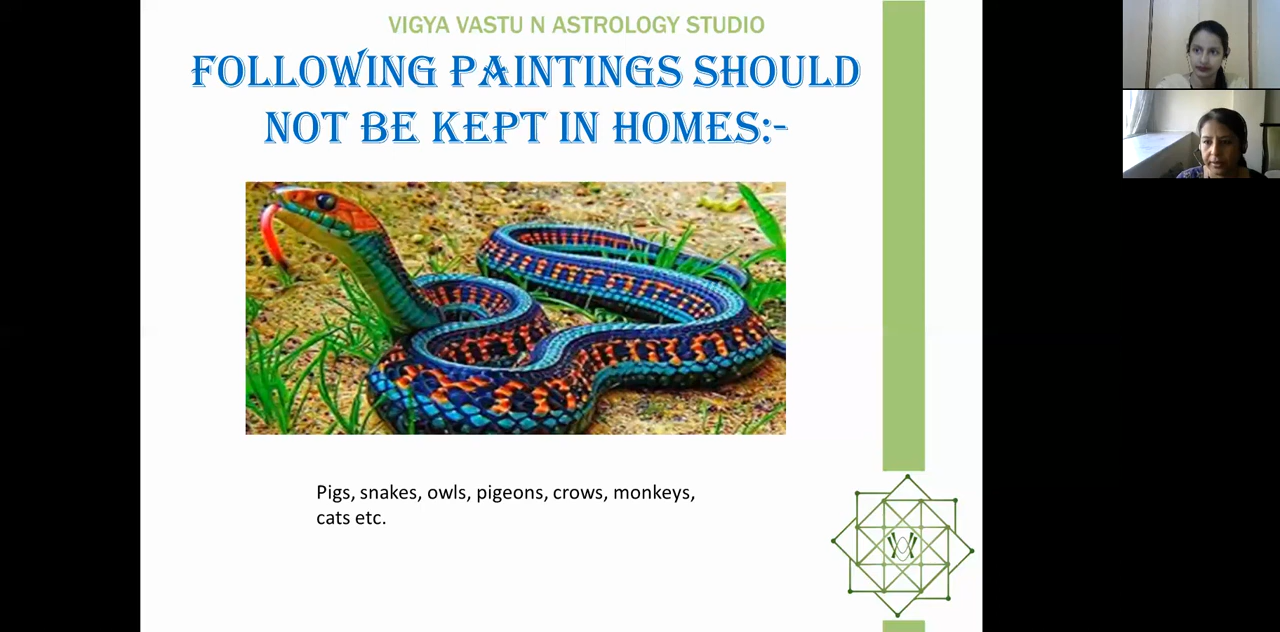 VIGYA VASTU N ASTROLOGY STUDIO
FOLLOWING PAINTINGS SHOULD
NOT BE KEPT IN HOMES:-
Pigs, snakes, owls, pigeons, crows, monkeys,
cats etc.